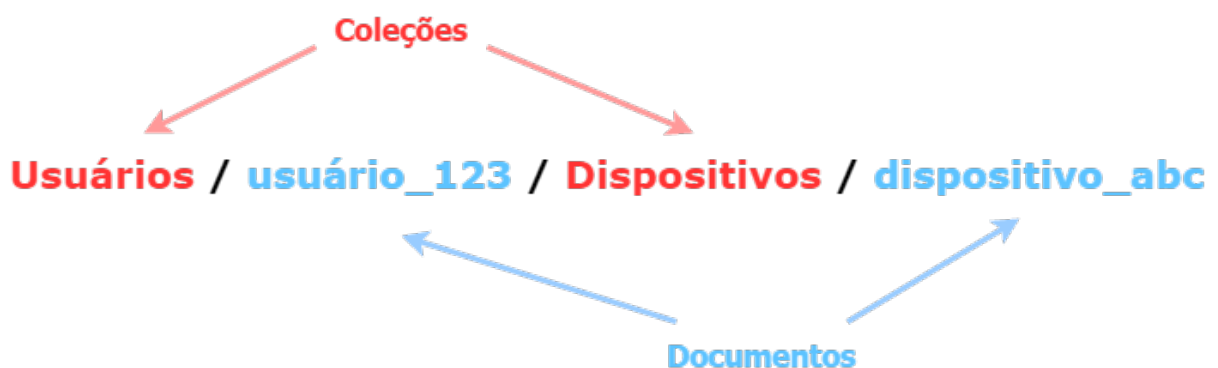 Coleções
Usuários / usuário_123 / Dispositivos / dispositivo_abc
Documentos